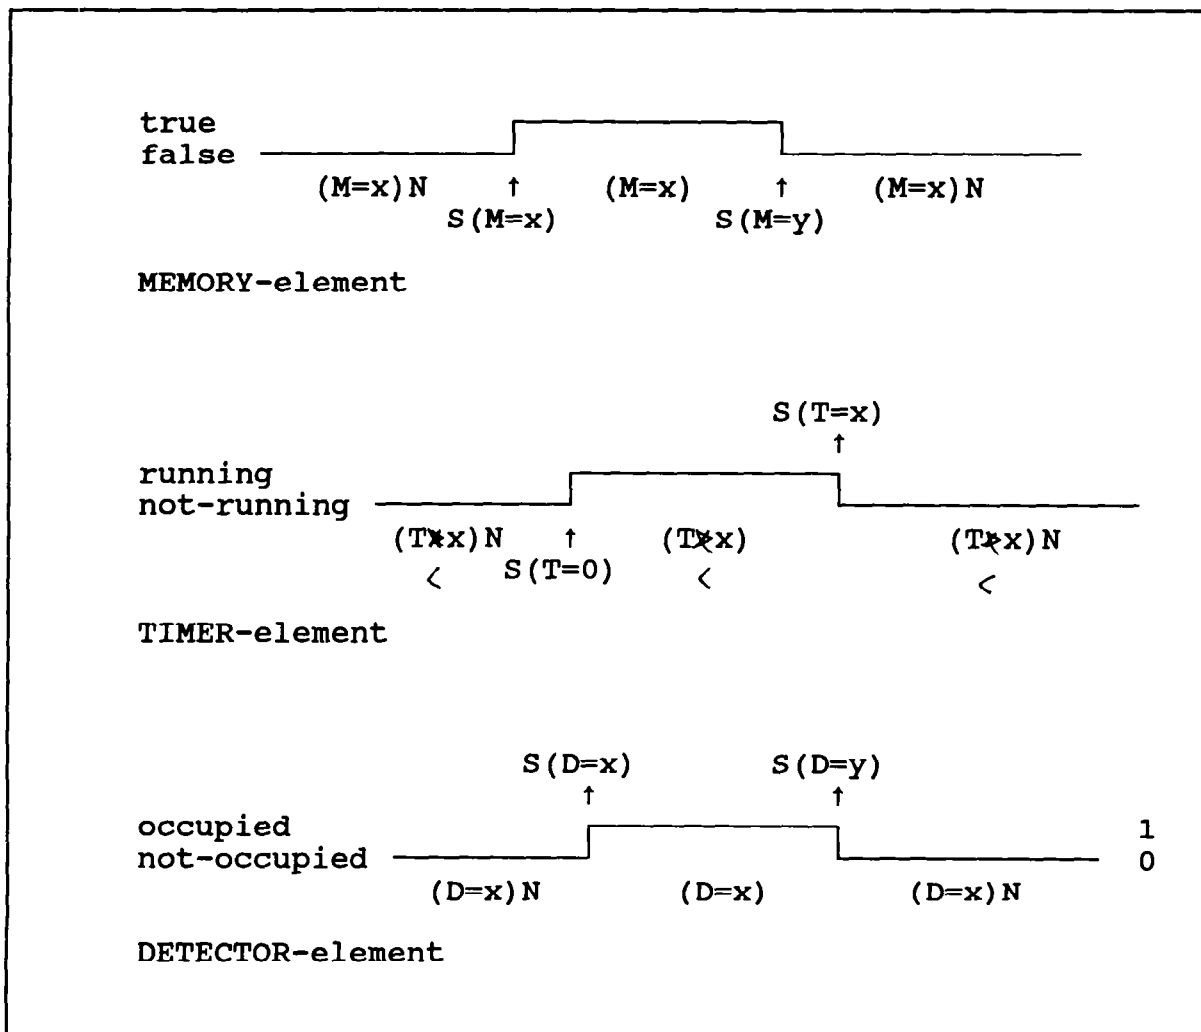 true
false
(M=x)N ↑ (M=x) ↑ (M=x)N
S(M=x) S(M=y)
MEMORY-element
S(T=x)
↑
running
not-running
(T<x)N ↑ (T<x) (T<x)N
S(T=0)
TIMER-element
S(D=x) S(D=y)
↑ ↑
occupied 1
not-occupied 0
(D=x)N (D=x) (D=x)N
DETECTOR-element